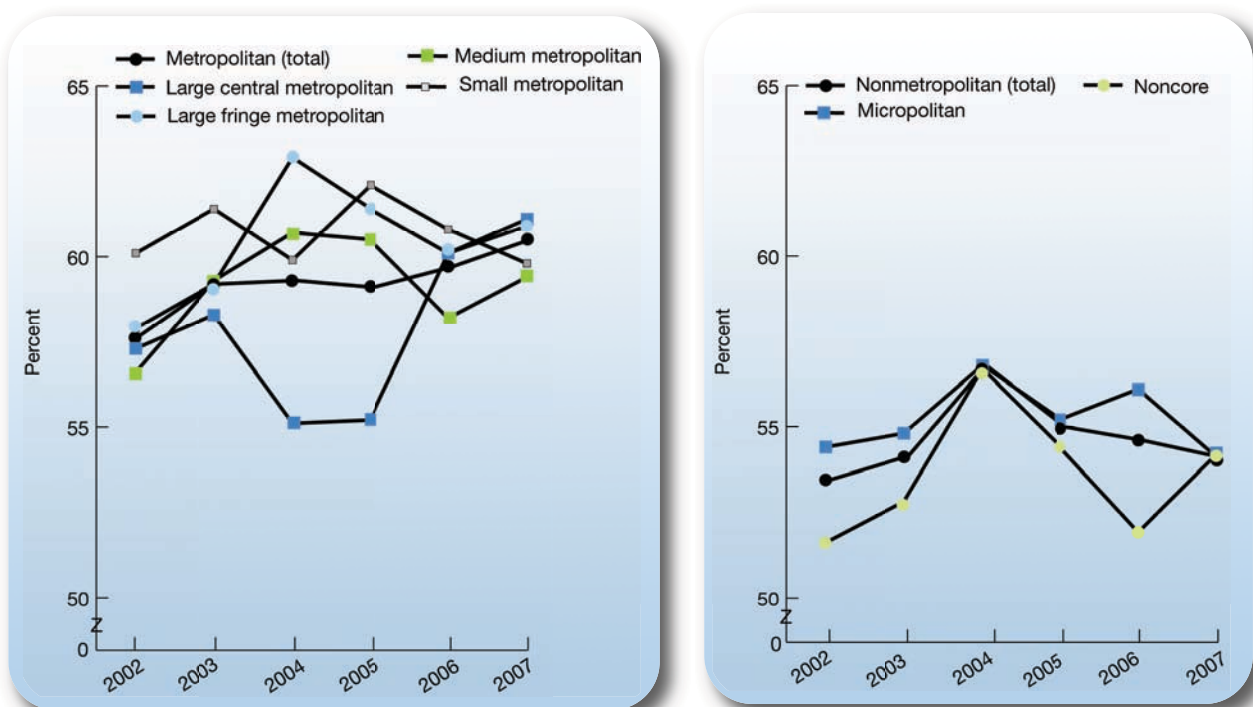 Metropolitan (total)
Large central metropolitan
Large fringe metropolitan
Medium metropolitan
Small metropolitan
65
60
55
50
Z
0
Percent
2002
2003
2004
2005
2006
2007
Nonmetropolitan (total)
Micropolitan
Noncore
65
60
55
50
Z
0
Percent
2002
2003
2004
2005
2006
2007